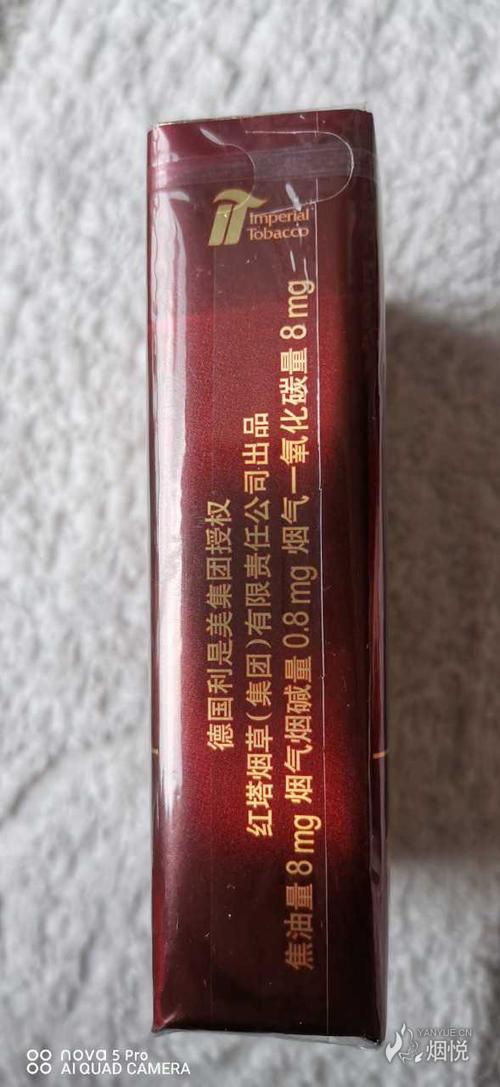 Imperial
Tobacco
德国利是美集团授权
红塔烟草(集团)有限责任公司出品
焦油量 8 mg 烟气烟碱量 0.8 mg 烟气一氧化碳量 8 mg
nova 5 Pro
AI QUAD CAMERA
YANYUE.CN
烟悦